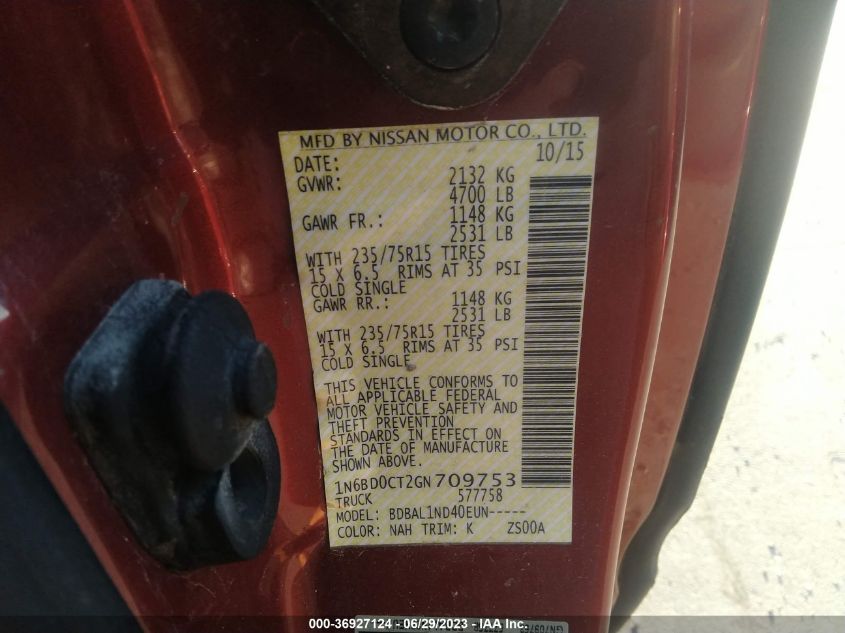 MFD BY NISSAN MOTOR CO., LTD.
DATE: 10/15
GVWR: 2132 KG
4700 LB
GAWR FR.: 1148 KG
2531 LB
WITH 235/75R15 TIRES
15 X 6.5 RIMS AT 35 PSI
COLD SINGLE
GAWR RR.: 1148 KG
2531 LB
WITH 235/75R15 TIRES
15 X 6.5 RIMS AT 35 PSI
COLD SINGLE
THIS VEHICLE CONFORMS TO
ALL APPLICABLE FEDERAL
MOTOR VEHICLE SAFETY AND
THEFT PREVENTION
STANDARDS IN EFFECT ON
THE DATE OF MANUFACTURE
SHOWN ABOVE.
1N6BD0CT2GN709753
TRUCK 577758
MODEL: BDBAL1ND40EUN-----
COLOR: NAH TRIM: K ZS00A
000-36927124 - 06/29/2023 - IAA Inc.